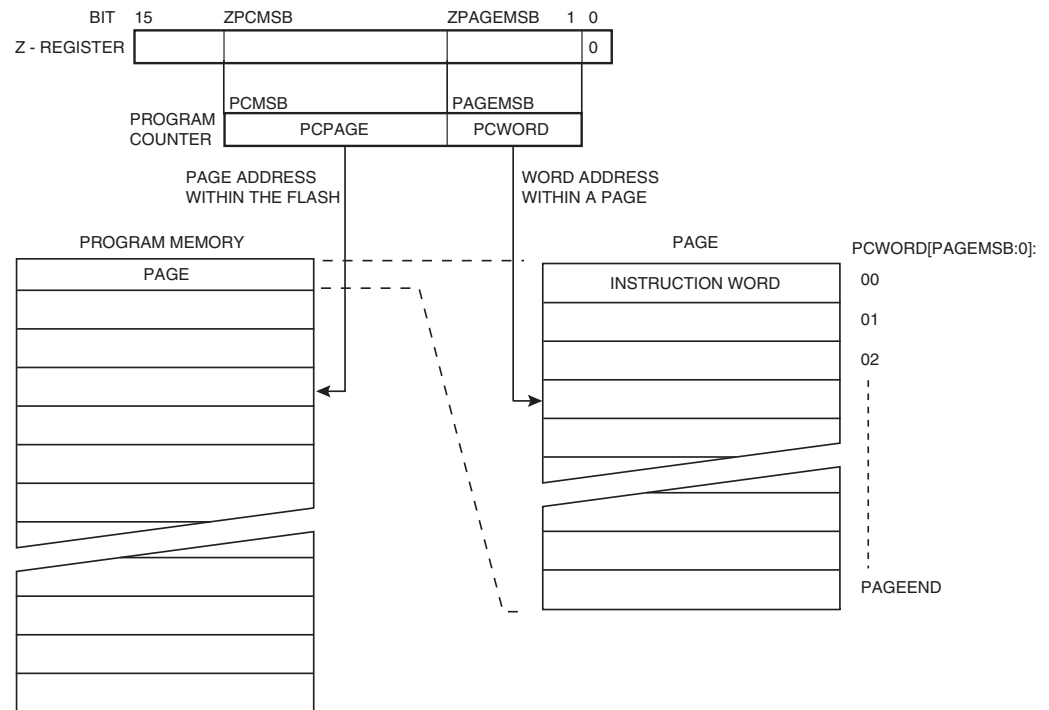 BIT 15 ZPCMSB ZPAGEMSB 1 0
Z - REGISTER 0
PCMSB PAGEMSB
PROGRAM
COUNTER
PCPAGE PCWORD
PAGE ADDRESS
WITHIN THE FLASH
WORD ADDRESS
WITHIN A PAGE
PROGRAM MEMORY
PAGE
PAGE
INSTRUCTION WORD
PCWORD[PAGEMSB:0]:
00
01
02
PAGEEND